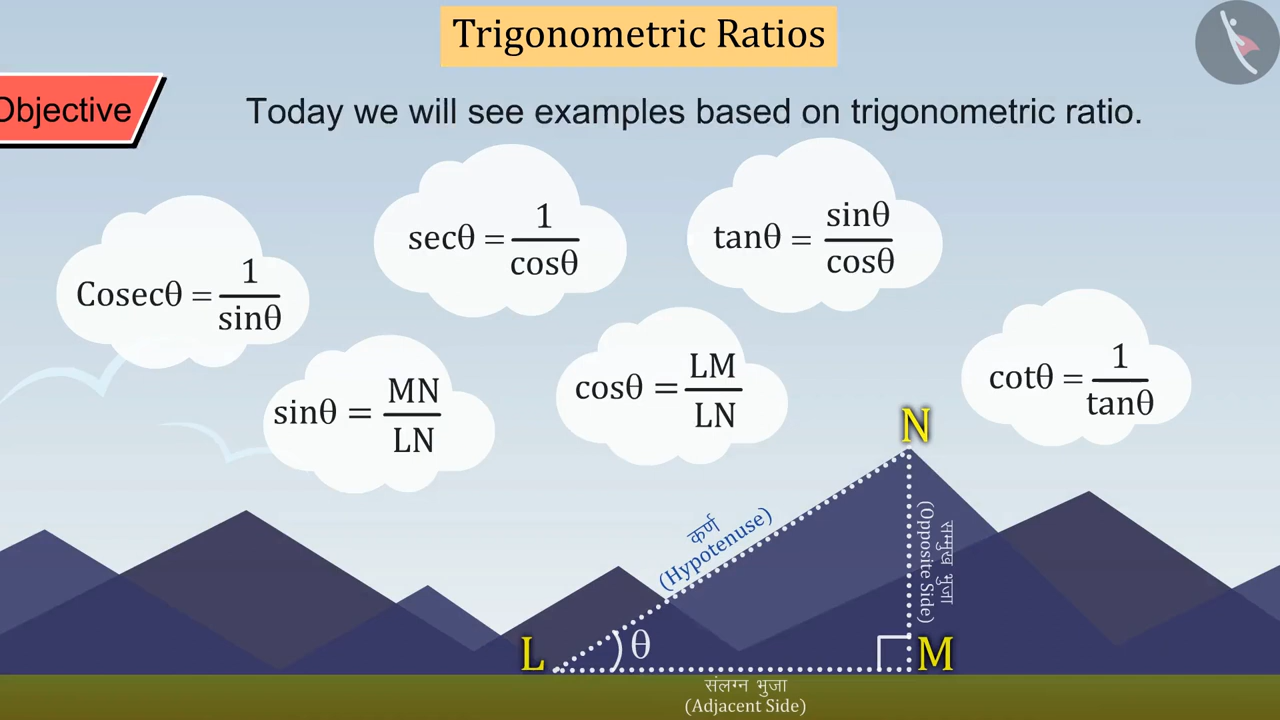 Trigonometric Ratios
Objective
Today we will see examples based on trigonometric ratio.
Cosecθ = 1/sinθ
secθ = 1/cosθ
tanθ = sinθ/cosθ
sinθ = MN/LN
cosθ = LM/LN
cotθ = 1/tanθ
N
कर्ण
(Hypotenuse)
सम्मुख भुजा
(Opposite Side)
L
θ
M
संलग्न भुजा
(Adjacent Side)